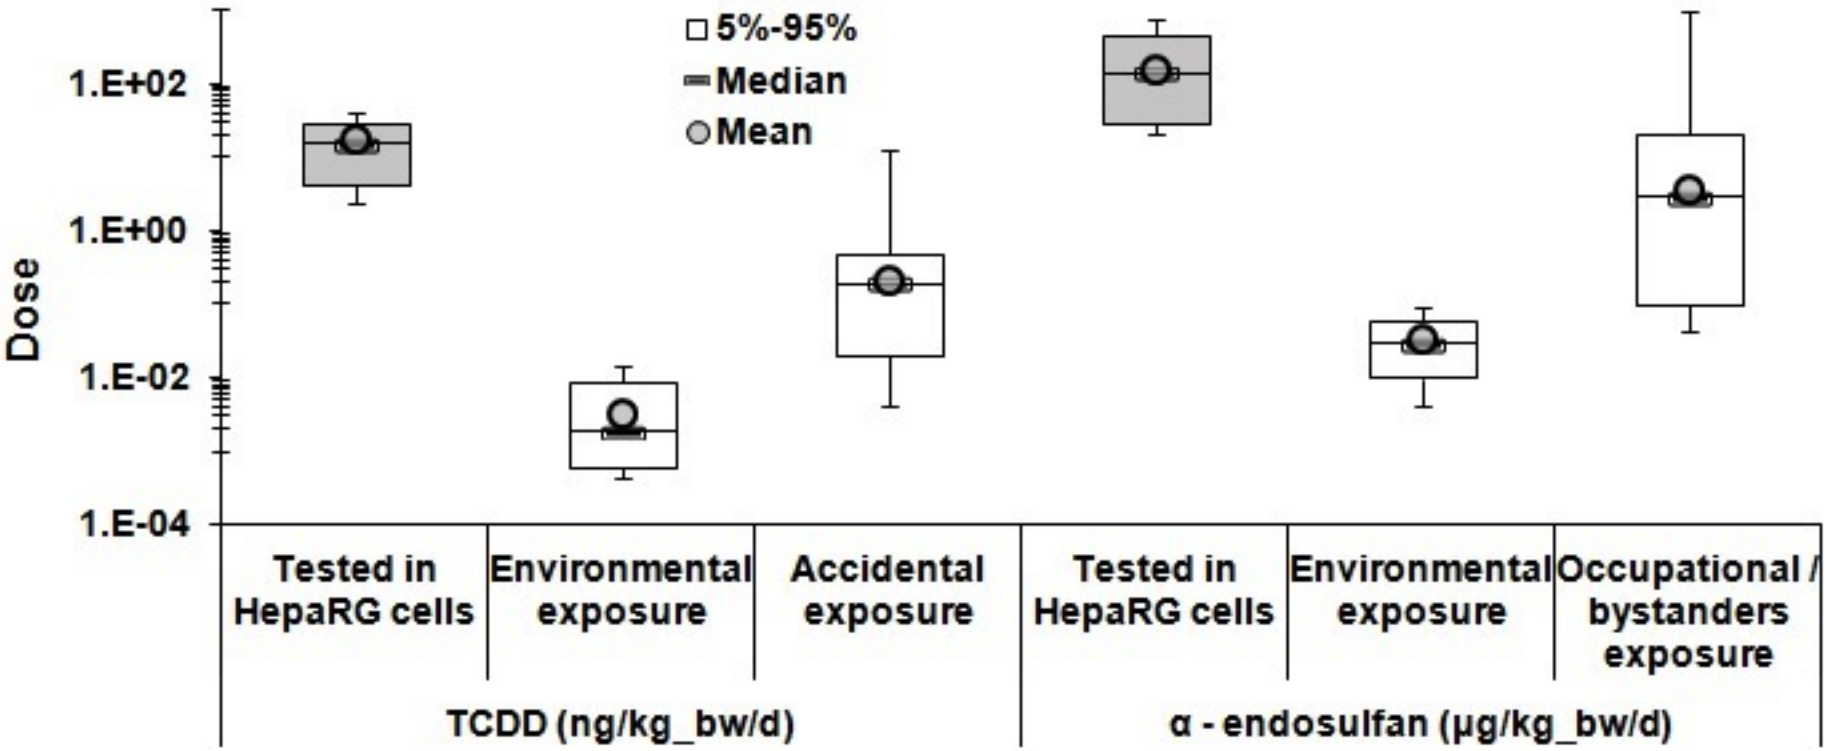 5%-95%
Median
Mean
1.E+02
1.E+00
1.E-02
1.E-04
Dose
Tested in
HepaRG cells
Environmental
exposure
Accidental
exposure
Tested in
HepaRG cells
Environmental
exposure
Occupational /
bystanders
exposure
TCDD (ng/kg_bw/d)
α - endosulfan (µg/kg_bw/d)